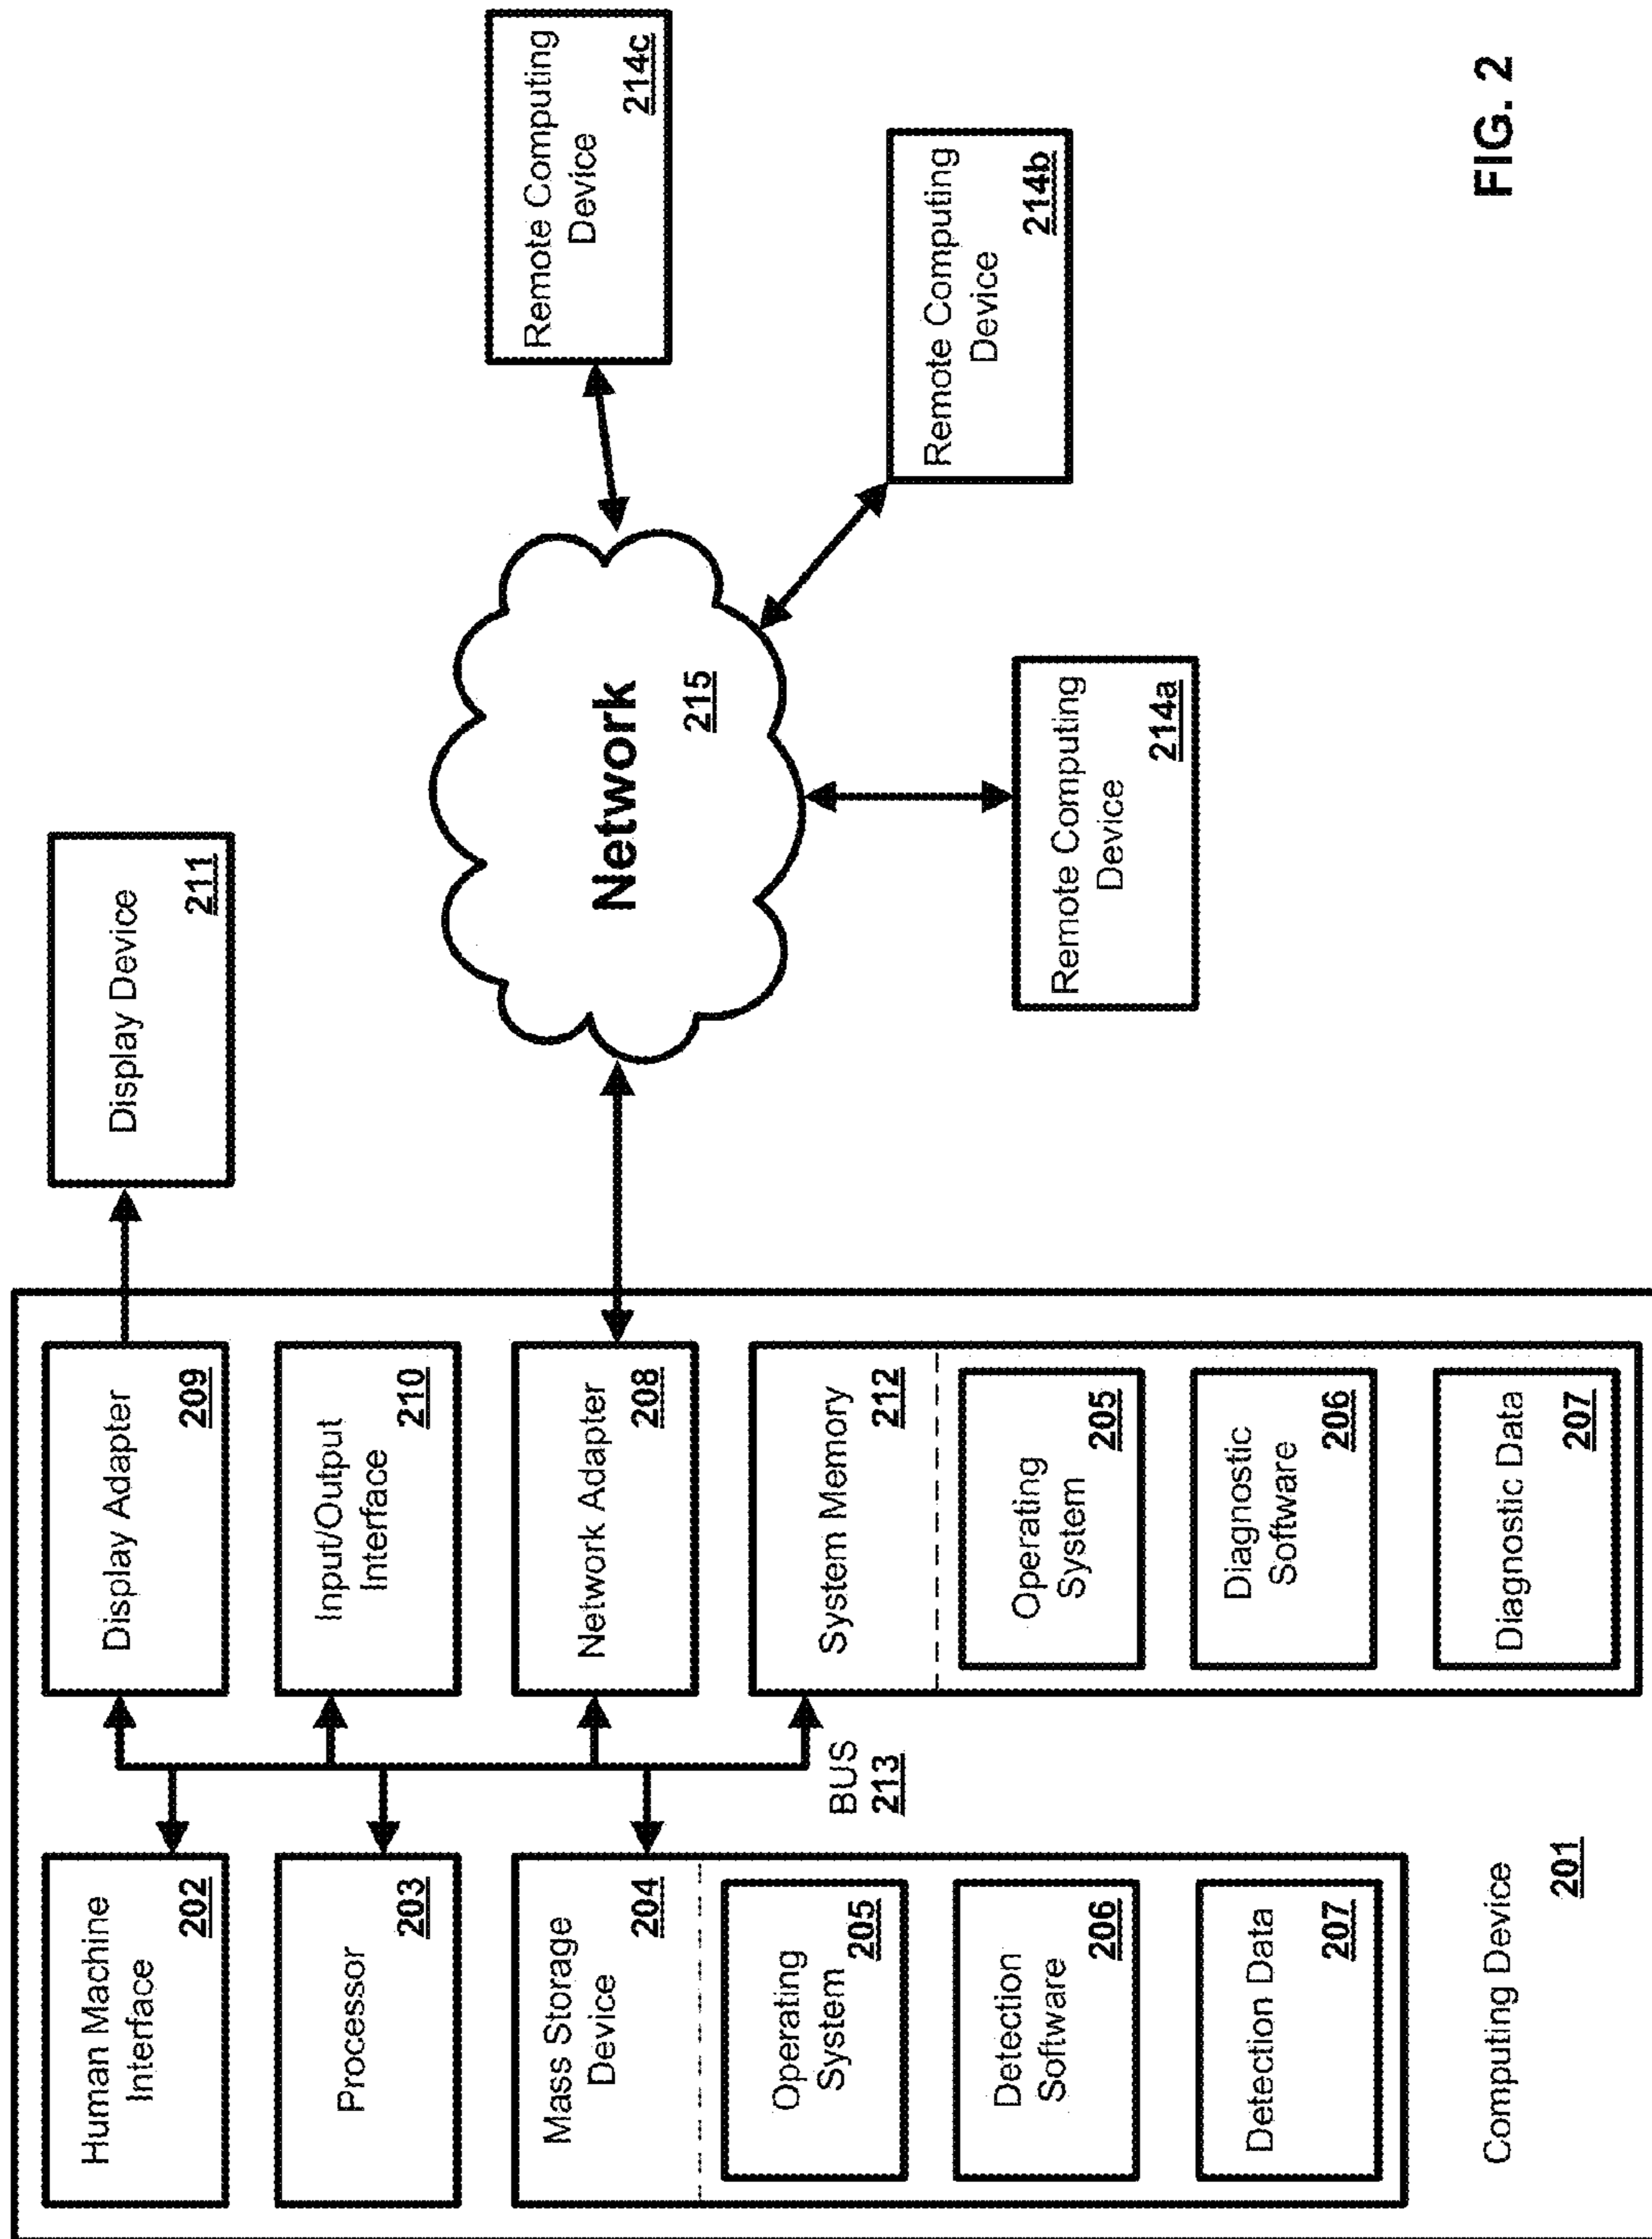 Human Machine
Interface
202
Processor
203
Mass Storage
Device
204
Operating
System
205
Detection
Software
206
Detection Data
207
Computing Device
201
BUS
213
Display Adapter
209
Input/Output
Interface
210
Network Adapter
208
System Memory
212
Operating
System
205
Diagnostic
Software
206
Diagnostic Data
207
Display Device
211
Network
215
Remote Computing
Device
214a
Remote Computing
Device
214b
Remote Computing
Device
214c
FIG. 2